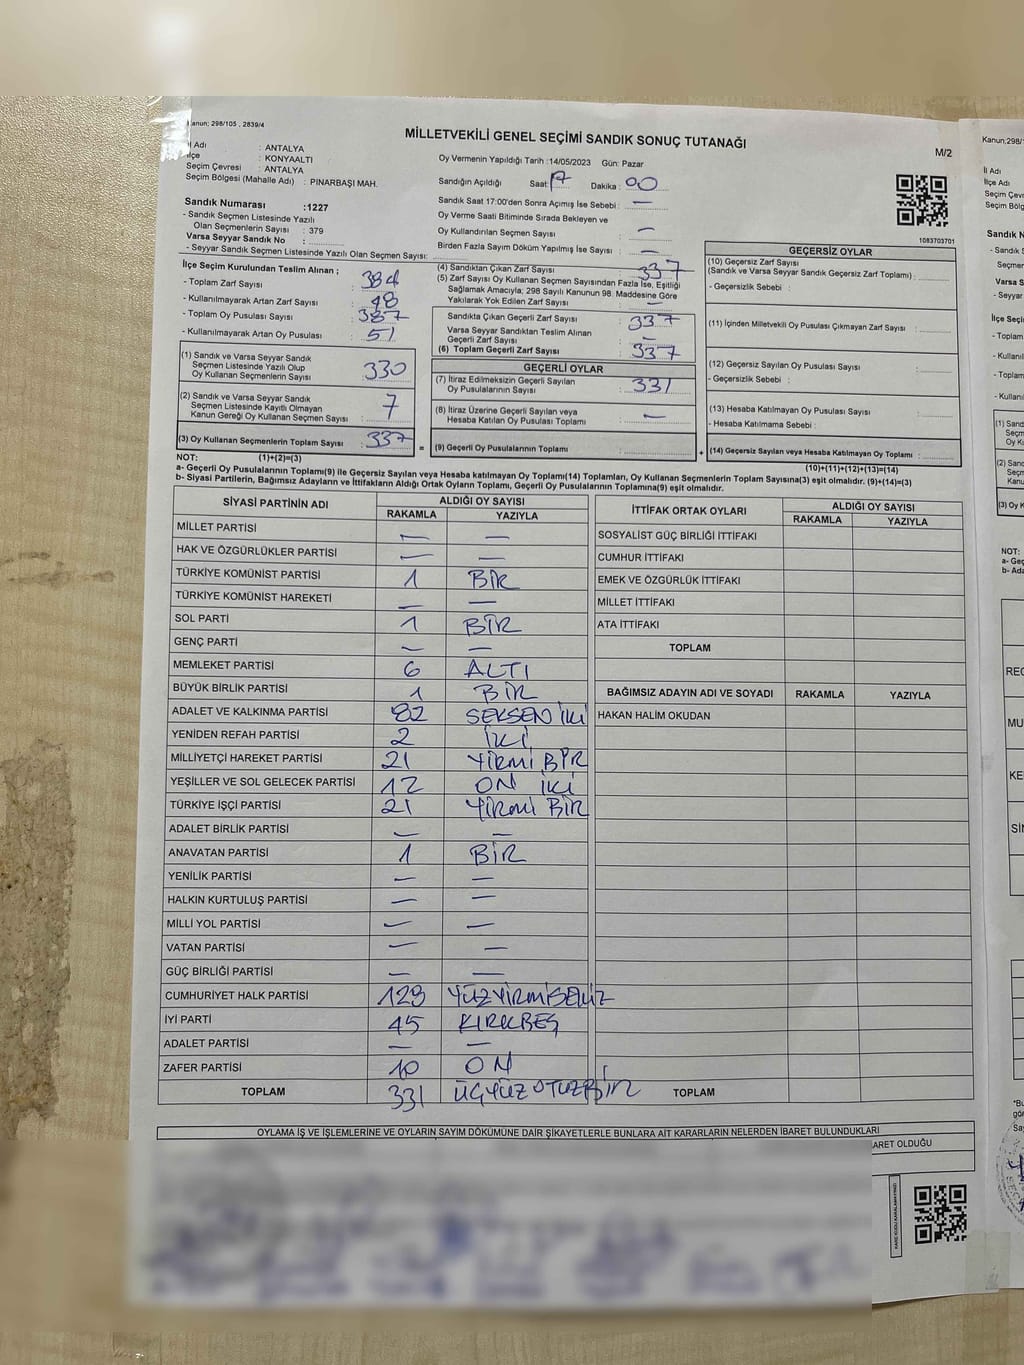 Kanun; 298/105 , 2839/4
MİLLETVEKİLİ GENEL SEÇİMİ SANDIK SONUÇ TUTANAĞI
M/2
İl Adı : ANTALYA
İlçe : KONYAALTI
Seçim Çevresi : ANTALYA
Seçim Bölgesi (Mahalle Adı) : PINARBAŞI MAH.
Sandık Numarası :1227
- Sandık Seçmen Listesinde Yazılı
Olan Seçmenlerin Sayısı : 379
Varsa Seyyar Sandık No :
- Seyyar Sandık Seçmen Listesinde Yazılı Olan Seçmen Sayısı:
Oy Vermenin Yapıldığı Tarih :14/05/2023 Gün: Pazar
Sandığın Açıldığı Saat: 17 Dakika : 00
Sandık Saat 17:00'den Sonra Açımış İse Sebebi : —
Oy Verme Saati Bitiminde Sırada Bekleyen ve
Oy Kullandırılan Seçmen Sayısı : —
Birden Fazla Sayım Döküm Yapılmış İse Sayısı : —
1083703701
İlçe Seçim Kurulundan Teslim Alınan ;
- Toplam Zarf Sayısı : 384
- Kullanılmayarak Artan Zarf Sayısı : 48
- Toplam Oy Pusulası Sayısı : 387
- Kullanılmayarak Artan Oy Pusulası : 51
(1) Sandık ve Varsa Seyyar Sandık
Seçmen Listesinde Yazılı Olup
Oy Kullanan Seçmenlerin Sayısı : 330
(2) Sandık ve Varsa Seyyar Sandık
Seçmen Listesinde Kayıtlı Olmayan
Kanun Gereği Oy Kullanan Seçmen Sayısı : 7
(3) Oy Kullanan Seçmenlerin Toplam Sayısı : 337
(4) Sandıktan Çıkan Zarf Sayısı : 337
(5) Zarf Sayısı Oy Kullanan Seçmen Sayısından Fazla İse, Eşitliği
Sağlamak Amacıyla; 298 Sayılı Kanunun 98. Maddesine Göre
Yakılarak Yok Edilen Zarf Sayısı : —
Sandıkta Çıkan Geçerli Zarf Sayısı : 337
Varsa Seyyar Sandıktan Teslim Alınan
Geçerli Zarf Sayısı : —
(6) Toplam Geçerli Zarf Sayısı : 337
GEÇERLİ OYLAR
(7) İtiraz Edilmeksizin Geçerli Sayılan
Oy Pusulalarının Sayısı : 331
(8) İtiraz Üzerine Geçerli Sayılan veya
Hesaba Katılan Oy Pusulaları Toplamı : —
= (9) Geçerli Oy Pusulalarının Toplamı :
GEÇERSİZ OYLAR
(10) Geçersiz Zarf Sayısı
(Sandık ve Varsa Seyyar Sandık Geçersiz Zarf Toplamı) :
- Geçersizlik Sebebi :
(11) İçinden Milletvekili Oy Pusulası Çıkmayan Zarf Sayısı :
(12) Geçersiz Sayılan Oy Pusulası Sayısı :
- Geçersizlik Sebebi :
(13) Hesaba Katılmayan Oy Pusulası Sayısı :
- Hesaba Katılmama Sebebi :
+ (14) Geçersiz Sayılan veya Hesaba Katılmayan Oy Toplamı :
NOT: (1)+(2)=(3)
(10)+(11)+(12)+(13)=(14)
a- Geçerli Oy Pusulalarının Toplamı(9) ile Geçersiz Sayılan veya Hesaba katılmayan Oy Toplamı(14) Toplamları, Oy Kullanan Seçmenlerin Toplam Sayısına(3) eşit olmalıdır. (9)+(14)=(3)
b- Siyasi Partilerin, Bağımsız Adayların ve İttifakların Aldığı Ortak Oyların Toplamı, Geçerli Oy Pusulalarının Toplamına(9) eşit olmalıdır.
SİYASİ PARTİNİN ADI ALDIĞI OY SAYISI
RAKAMLA YAZIYLA
MİLLET PARTİSİ — —
HAK VE ÖZGÜRLÜKLER PARTİSİ — —
TÜRKİYE KOMÜNİST PARTİSİ 1 BİR
TÜRKİYE KOMÜNİST HAREKETİ — —
SOL PARTİ 1 BİR
GENÇ PARTİ — —
MEMLEKET PARTİSİ 6 ALTI
BÜYÜK BİRLİK PARTİSİ 1 BİR
ADALET VE KALKINMA PARTİSİ 82 SEKSEN İKİ
YENİDEN REFAH PARTİSİ 2 İKİ
MİLLİYETÇİ HAREKET PARTİSİ 21 YİRMİ BİR
YEŞİLLER VE SOL GELECEK PARTİSİ 12 ON İKİ
TÜRKİYE İŞÇİ PARTİSİ 21 YİRMİ BİR
ADALET BİRLİK PARTİSİ — —
ANAVATAN PARTİSİ 1 BİR
YENİLİK PARTİSİ — —
HALKIN KURTULUŞ PARTİSİ — —
MİLLİ YOL PARTİSİ — —
VATAN PARTİSİ — —
GÜÇ BİRLİĞİ PARTİSİ — —
CUMHURİYET HALK PARTİSİ 128 YÜZYİRMİSEKİZ
İYİ PARTİ 45 KIRKBEŞ
ADALET PARTİSİ — —
ZAFER PARTİSİ 10 ON
TOPLAM 331 ÜÇYÜZOTUZBİR
İTTİFAK ORTAK OYLARI ALDIĞI OY SAYISI
RAKAMLA YAZIYLA
SOSYALİST GÜÇ BİRLİĞİ İTTİFAKI
CUMHUR İTTİFAKI
EMEK VE ÖZGÜRLÜK İTTİFAKI
MİLLET İTTİFAKI
ATA İTTİFAKI
TOPLAM
BAĞIMSIZ ADAYIN ADI VE SOYADI RAKAMLA YAZIYLA
HAKAN HALİM OKUDAN
TOPLAM
OYLAMA İŞ VE İŞLEMLERİNE VE OYLARIN SAYIM DÖKÜMÜNE DAİR ŞİKAYETLERLE BUNLARA AİT KARARLARIN NELERDEN İBARET BULUNDUKLARI
ARET OLDUĞU
Kanun;298/
İl Adı
İlçe Adı
Seçim Çevr
Seçim Bölg
Sandık N